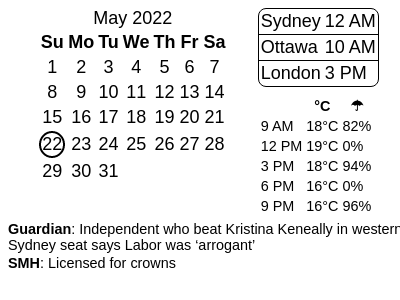 May 2022
Su Mo Tu We Th Fr Sa
1 2 3 4 5 6 7
8 9 10 11 12 13 14
15 16 17 18 19 20 21
22 23 24 25 26 27 28
29 30 31
Sydney 12 AM
Ottawa 10 AM
London 3 PM
°C ☂
9 AM 18°C 82%
12 PM 19°C 0%
3 PM 18°C 94%
6 PM 16°C 0%
9 PM 16°C 96%
Guardian: Independent who beat Kristina Keneally in western
Sydney seat says Labor was ‘arrogant’
SMH: Licensed for crowns